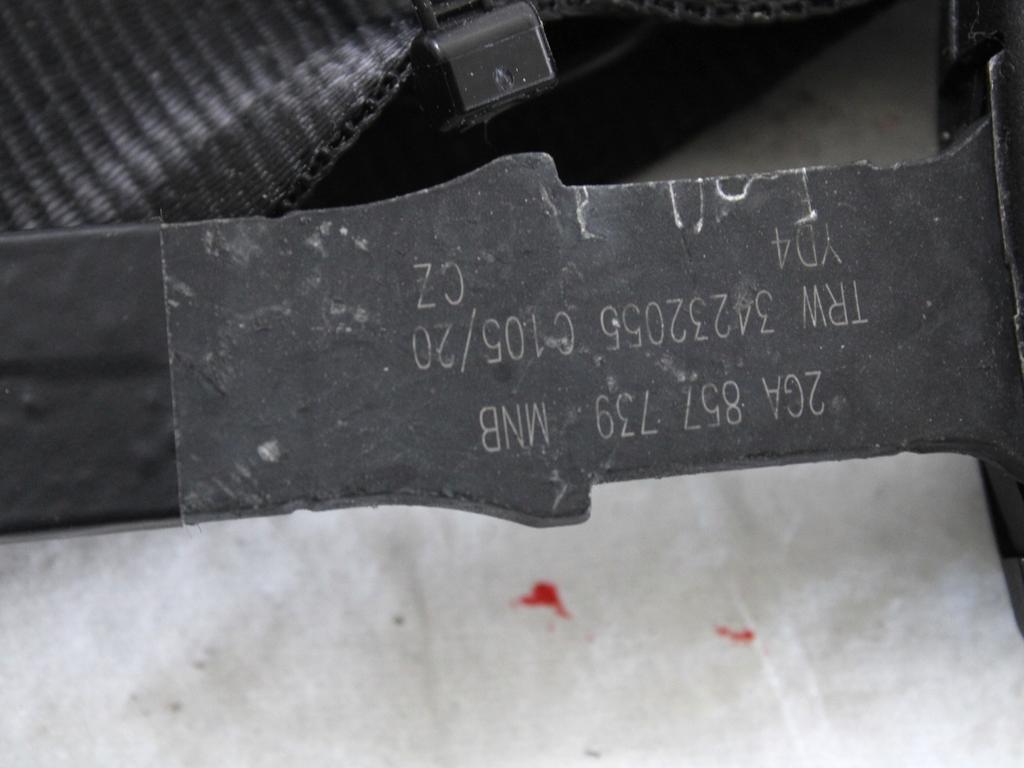 2GA 857 739 MNB
TRW 34232055 C105/20
YD4 CZ